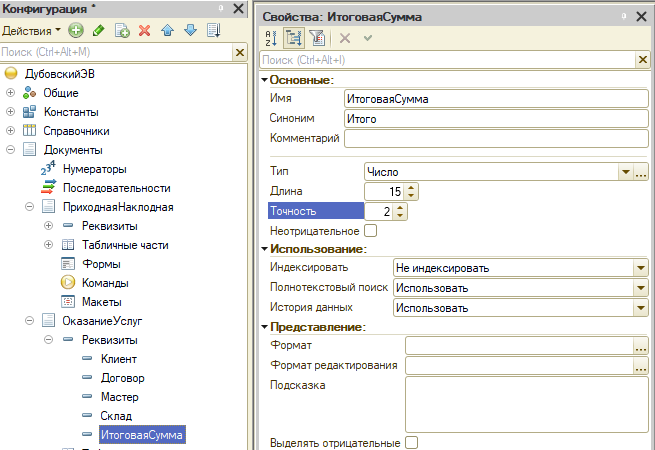 Конфигурация *
Действия
Поиск (Ctrl+Alt+M)
ДубовскийЭВ
Общие
Константы
Справочники
Документы
Нумераторы
Последовательности
ПриходнаяНаклодная
Реквизиты
Табличные части
Формы
Команды
Макеты
ОказаниеУслуг
Реквизиты
Клиент
Договор
Мастер
Склад
ИтоговаяСумма
Свойства: ИтоговаяСумма
Поиск (Ctrl+Alt+I)
Основные:
Имя ИтоговаяСумма
Синоним Итого
Комментарий
Тип Число
Длина 15
Точность 2
Неотрицательное
Использование:
Индексировать Не индексировать
Полнотекстовый поиск Использовать
История данных Использовать
Представление:
Формат
Формат редактирования
Подсказка
Выделять отрицательные